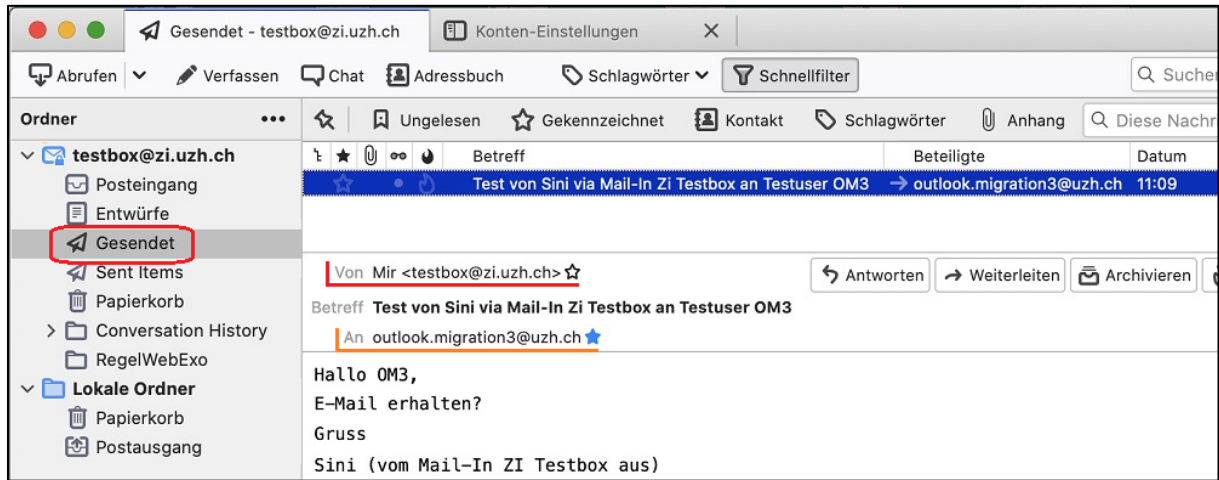 Gesendet - testbox@zi.uzh.ch Konten-Einstellungen
Abrufen Verfassen Chat Adressbuch Schlagwörter Schnellfilter
Ordner ••• Ungelesen Gekennzeichnet Kontakt Schlagwörter Anhang Diese
testbox@zi.uzh.ch Betreff Beteiligte Datum
Posteingang Test von Sini via Mail-In Zi Testbox an Testuser OM3 → outlook.migration3@uzh.ch 11:09
Entwürfe
Gesendet
Sent Items
Papierkorb
Conversation History
RegelWebExo
Lokale Ordner
Papierkorb
Postausgang
Von Mir <testbox@zi.uzh.ch> Antworten Weiterleiten Archivieren
Betreff Test von Sini via Mail-In Zi Testbox an Testuser OM3
An outlook.migration3@uzh.ch
Hallo OM3,
E-Mail erhalten?
Gruss
Sini (vom Mail-In ZI Testbox aus)